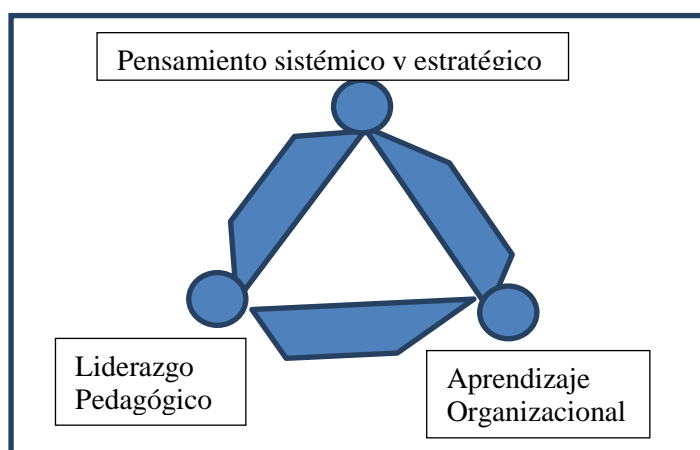 Pensamiento sistémico y estratégico
Liderazgo
Pedagógico
Aprendizaje
Organizacional